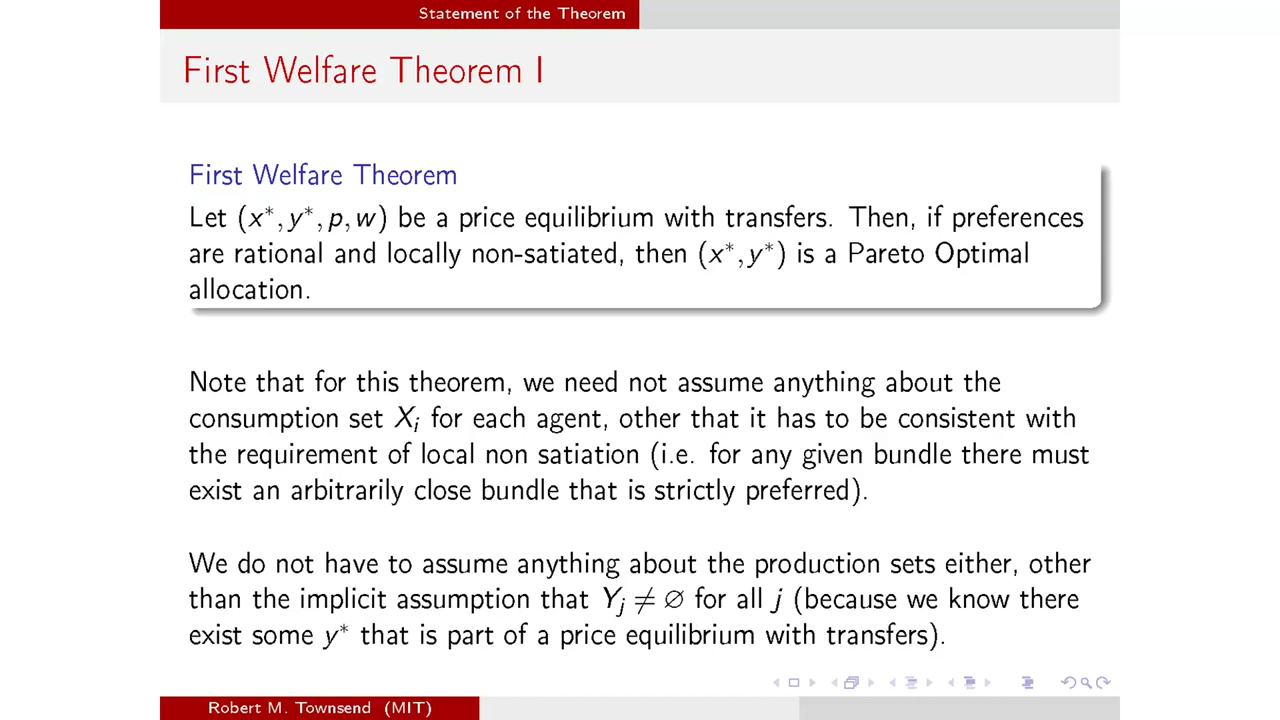 Statement of the Theorem
First Welfare Theorem I
First Welfare Theorem
Let (x*, y*, p, w) be a price equilibrium with transfers. Then, if preferences
are rational and locally non-satiated, then (x*, y*) is a Pareto Optimal
allocation.
Note that for this theorem, we need not assume anything about the
consumption set Xᵢ for each agent, other that it has to be consistent with
the requirement of local non satiation (i.e. for any given bundle there must
exist an arbitrarily close bundle that is strictly preferred).
We do not have to assume anything about the production sets either, other
than the implicit assumption that Yⱼ ≠ ∅ for all j (because we know there
exist some y* that is part of a price equilibrium with transfers).
Robert M. Townsend (MIT)